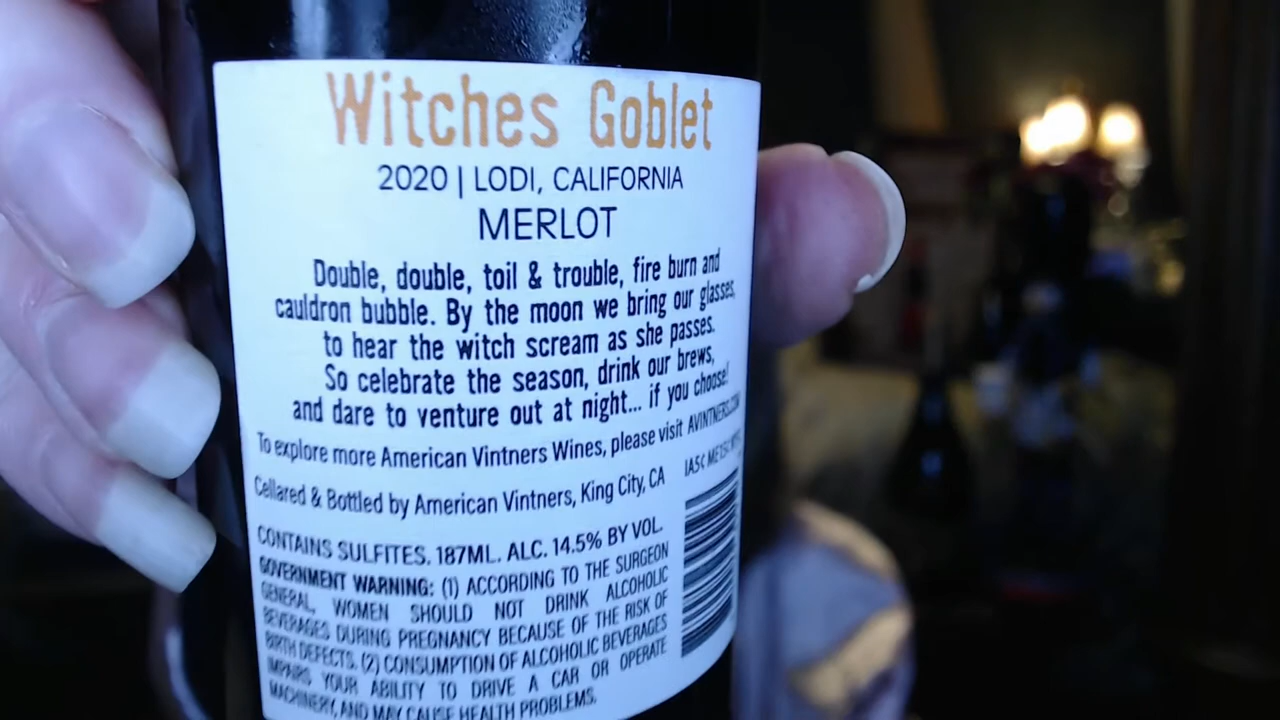 Witches Goblet
2020 | LODI, CALIFORNIA
MERLOT
Double, double, toil & trouble, fire burn and
cauldron bubble. By the moon we bring our glasses,
to hear the witch scream as she passes.
So celebrate the season, drink our brews,
and dare to venture out at night... if you choose!
To explore more American Vintners Wines, please visit AVINTNERS.COM
Cellared & Bottled by American Vintners, King City, CA
CONTAINS SULFITES. 187ML. ALC. 14.5% BY VOL.
GOVERNMENT WARNING: (1) ACCORDING TO THE SURGEON
GENERAL, WOMEN SHOULD NOT DRINK ALCOHOLIC
BEVERAGES DURING PREGNANCY BECAUSE OF THE RISK OF
BIRTH DEFECTS. (2) CONSUMPTION OF ALCOHOLIC BEVERAGES
IMPAIRS YOUR ABILITY TO DRIVE A CAR OR OPERATE
MACHINERY, AND MAY CAUSE HEALTH PROBLEMS.
IA5¢